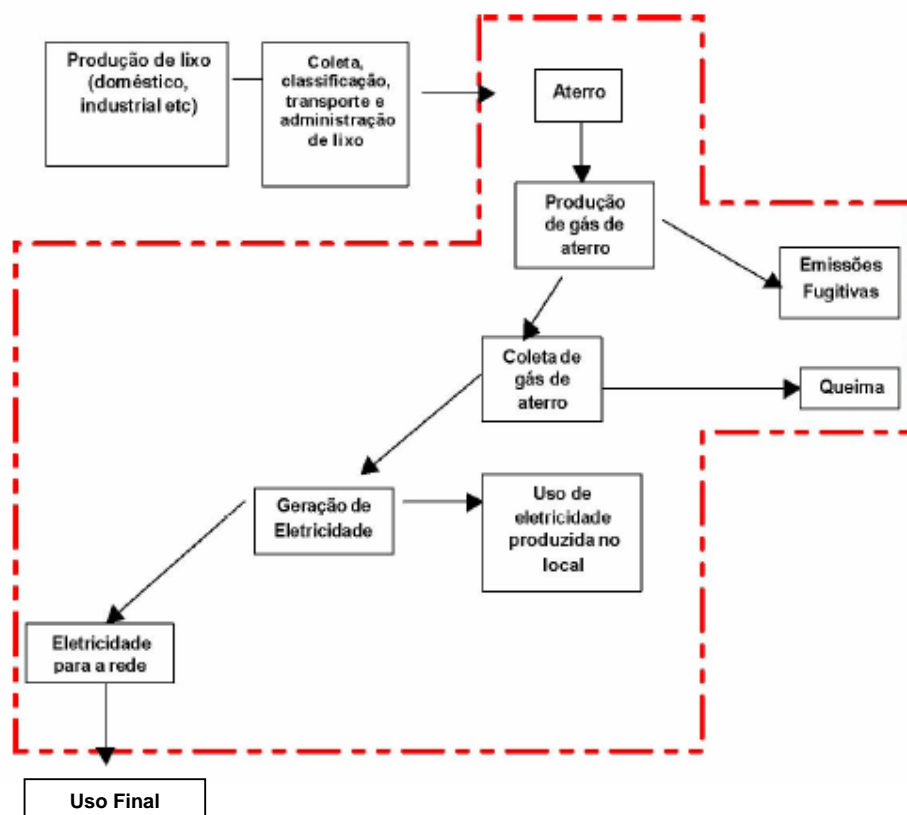 Produção de lixo
(doméstico,
industrial etc)
Coleta,
classificação,
transporte e
administração
de lixo
Aterro
Produção
de gás de
aterro
Emissões
Fugitivas
Coleta de
gás de
aterro
Queima
Geração de
Eletricidade
Uso de
eletricidade
produzida no
local
Eletricidade
para a rede
Uso Final